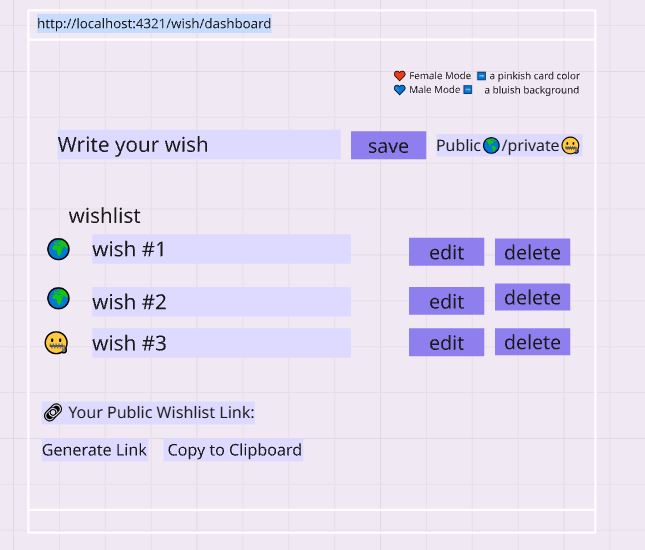 http://localhost:4321/wish/dashboard
Female Mode a pinkish card color
Male Mode a bluish background
Write your wish save Public/private
wishlist
wish #1 edit delete
wish #2 edit delete
wish #3 edit delete
Your Public Wishlist Link:
Generate Link Copy to Clipboard